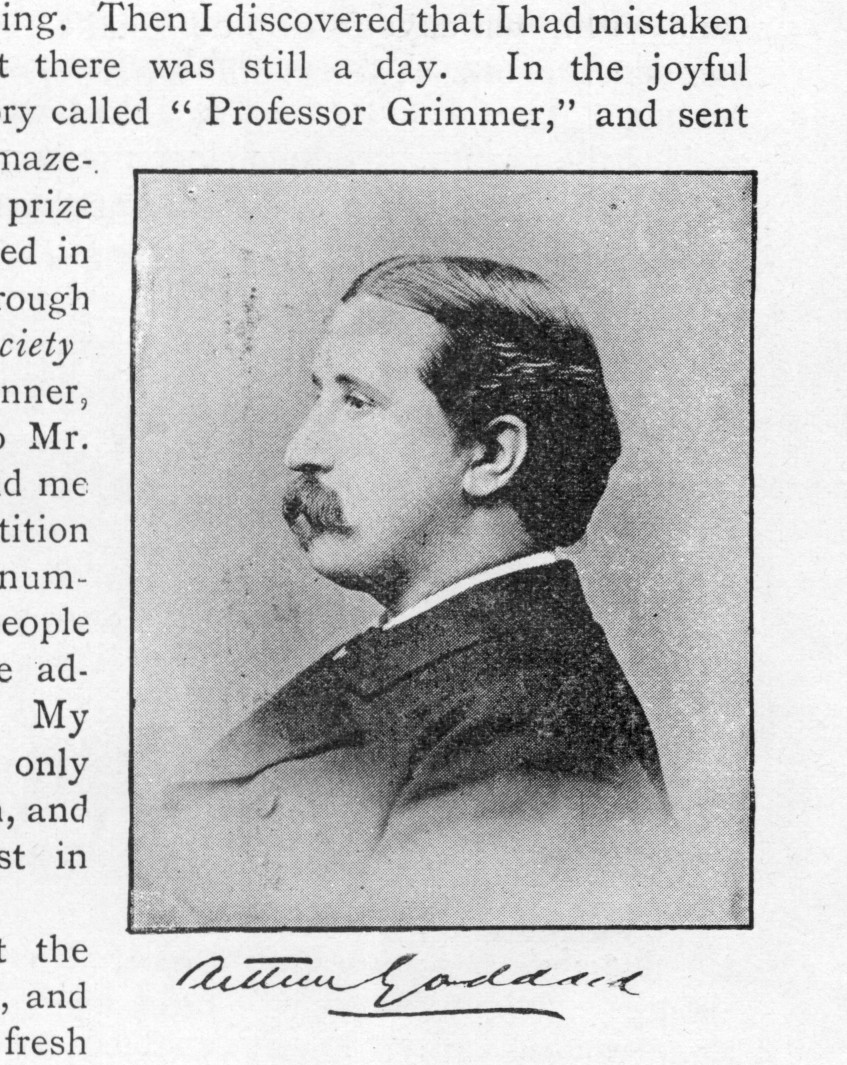 ing. Then I discovered that I had mistaken
t there was still a day. In the joyful
ory called “ Professor Grimmer,” and sent
maze-
prize
ed in
rough
ciety
nner,
o Mr.
d me
tition
num-
eople
e ad-
My
only
, and
st in
t the
, and
fresh
Arthur Goddard